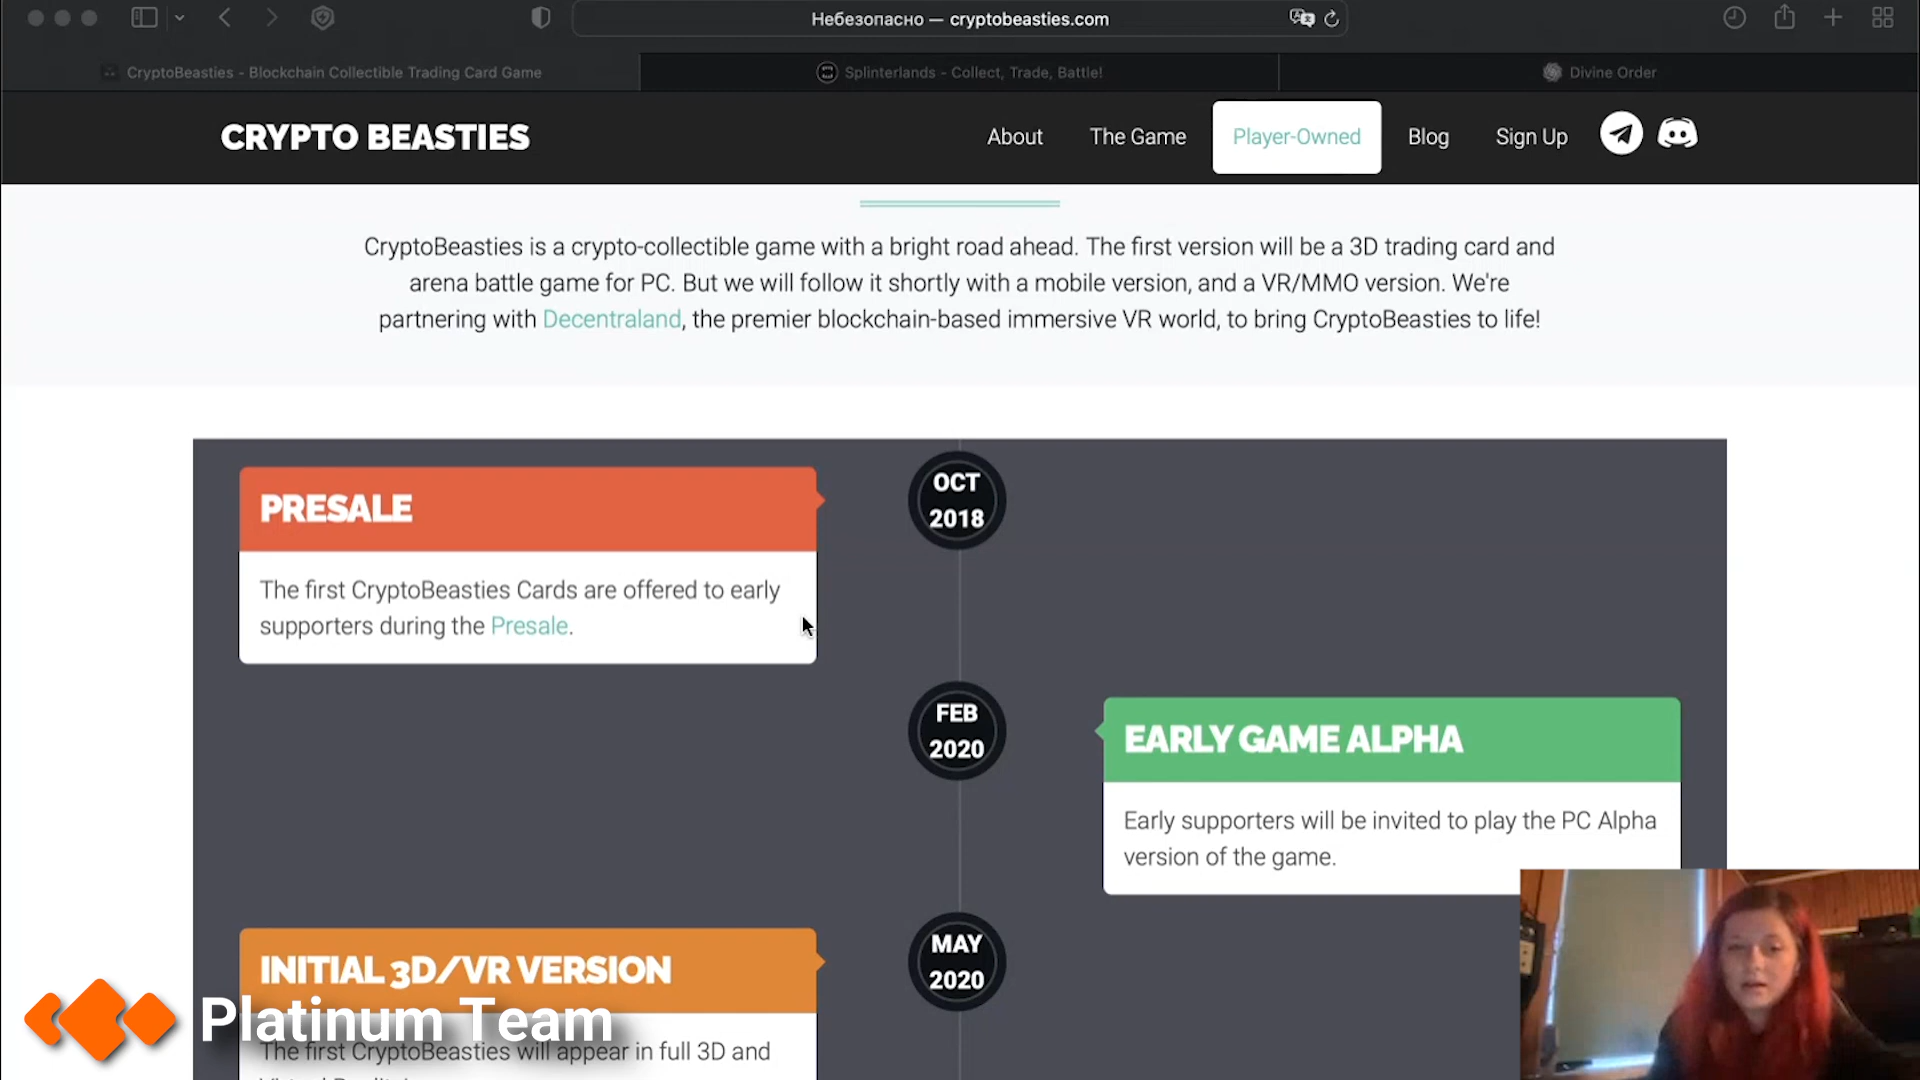 Небезопасно — cryptobeasties.com
CryptoBeasties - Blockchain Collectible Trading Card Game
Splinterlands - Collect, Trade, Battle!
Divine Order
CRYPTO BEASTIES
About
The Game
Player-Owned
Blog
Sign Up
CryptoBeasties is a crypto-collectible game with a bright road ahead. The first version will be a 3D trading card and
arena battle game for PC. But we will follow it shortly with a mobile version, and a VR/MMO version. We're
partnering with Decentraland, the premier blockchain-based immersive VR world, to bring CryptoBeasties to life!
OCT
2018
PRESALE
The first CryptoBeasties Cards are offered to early
supporters during the Presale.
FEB
2020
EARLY GAME ALPHA
Early supporters will be invited to play the PC Alpha
version of the game.
MAY
2020
INITIAL 3D/VR VERSION
The first CryptoBeasties will appear in full 3D and
Platinum Team